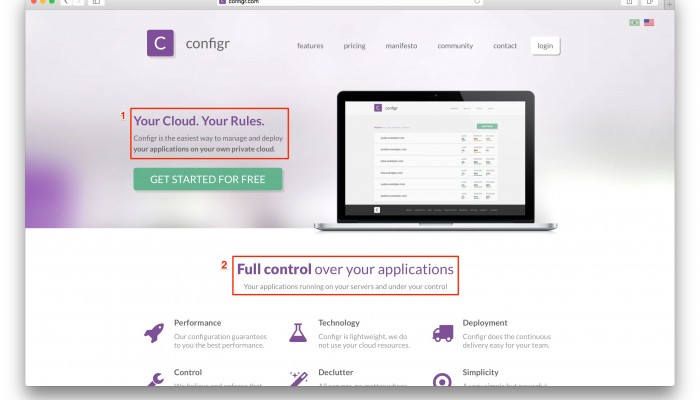 configr.com
C configr
features pricing manifesto community contact login
1
Your Cloud. Your Rules.
Configr is the easiest way to manage and deploy
your applications on your own private cloud.
GET STARTED FOR FREE
C configr
2
Full control over your applications
Your applications running on your servers and under your control
Performance
Our configuration guarantees
to you the best performance.
Technology
Configr is lightweight, we do
not use your cloud resources.
Deployment
Configr does the continuous
delivery easy for your team.
Control
Declutter
Simplicity